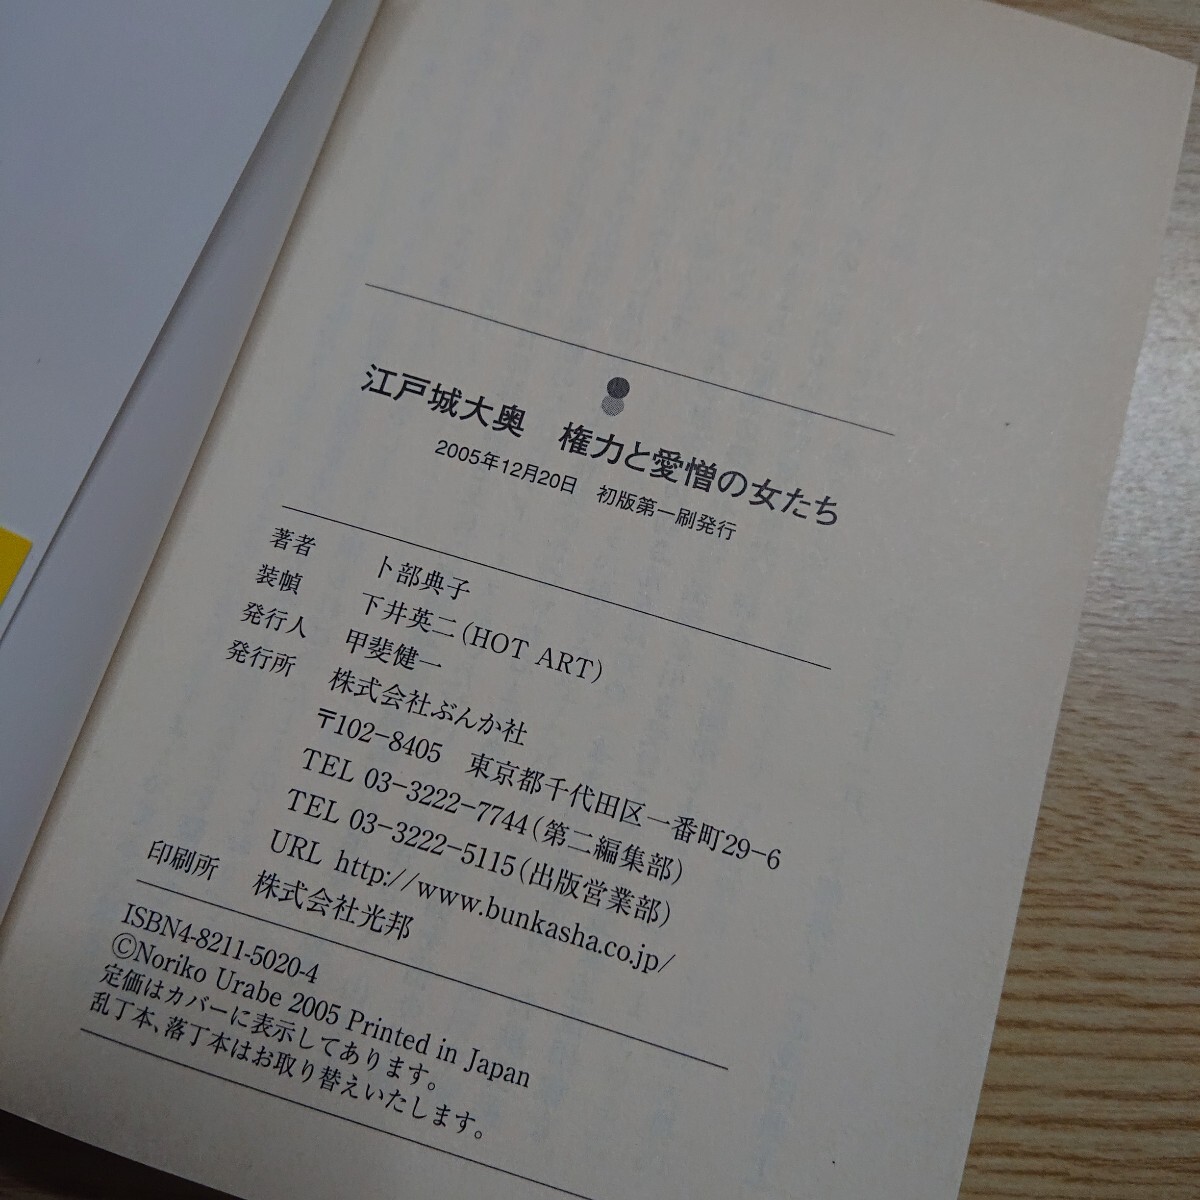 江戸城大奥　権力と愛憎の女たち
2005年12月20日　初版第一刷発行
著者　卜部典子
装幀　下井英二（HOT ART）
発行人　甲斐健一
発行所　株式会社ぶんか社
〒102-8405　東京都千代田区一番町29-6
TEL 03-3222-7744（第二編集部）
TEL 03-3222-5115（出版営業部）
URL http://www.bunkasha.co.jp/
印刷所　株式会社光邦
ISBN4-8211-5020-4
©Noriko Urabe 2005 Printed in Japan
定価はカバーに表示してあります。
乱丁本、落丁本はお取り替えいたします。